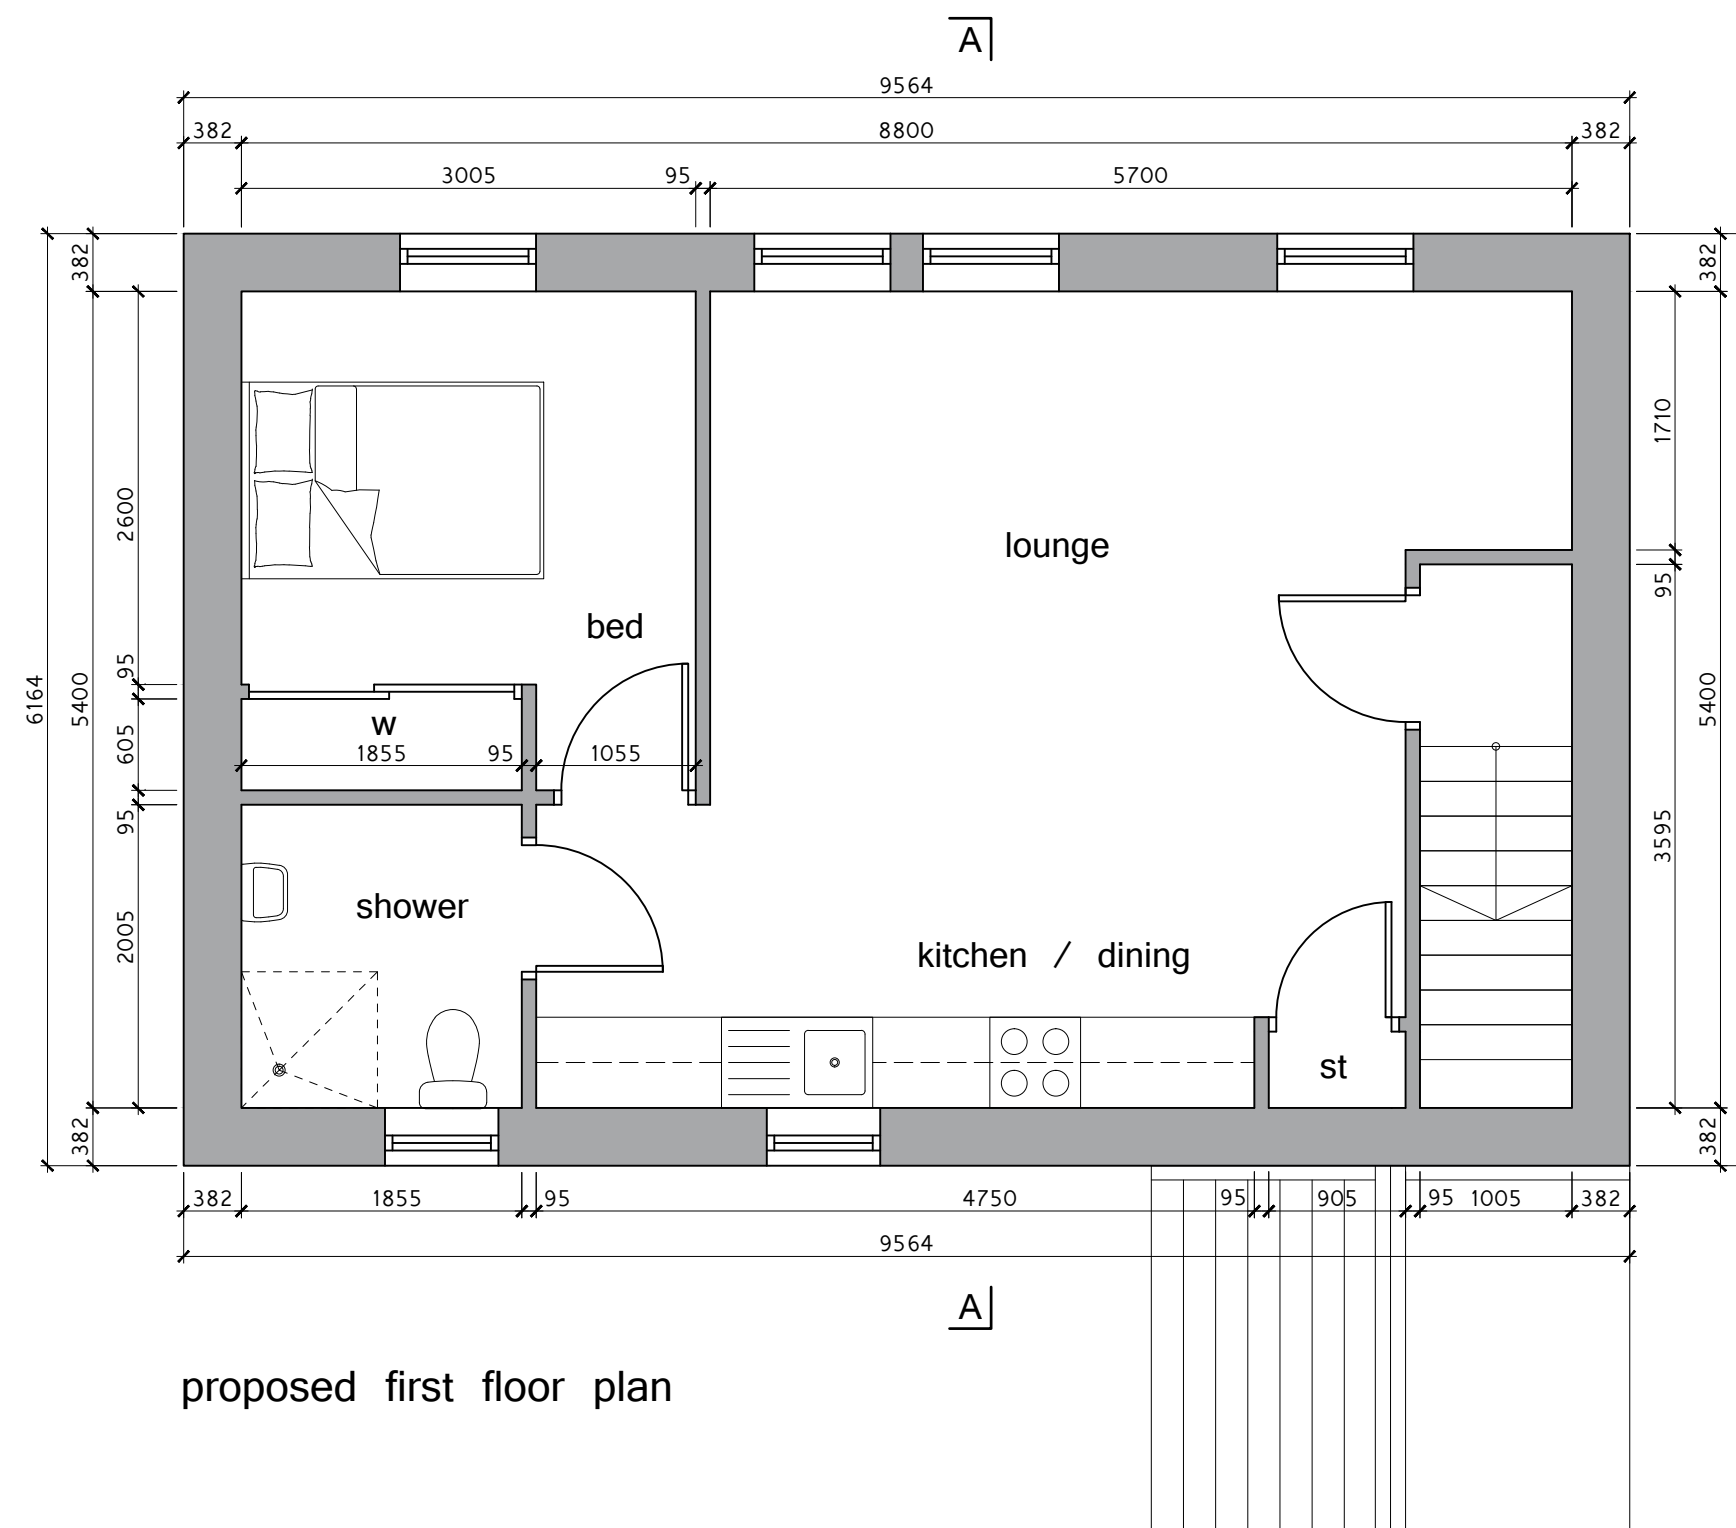 A
9564
382 8800 382
3005 95 5700
382 382
1710
2600
lounge
95
bed
95
6164 5400 5400
w
605 1855 95 1055
95 3595
shower
2005
kitchen / dining
st
382 382
382 1855 95 4750 95 905 95 1005 382
9564
A
proposed first floor plan